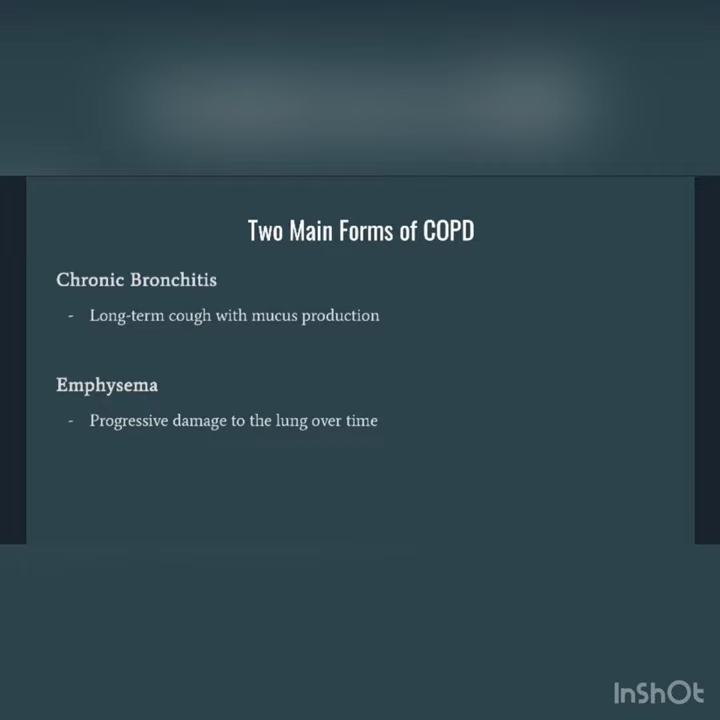 Two Main Forms of COPD
Chronic Bronchitis
- Long-term cough with mucus production
Emphysema
- Progressive damage to the lung over time
InShOt